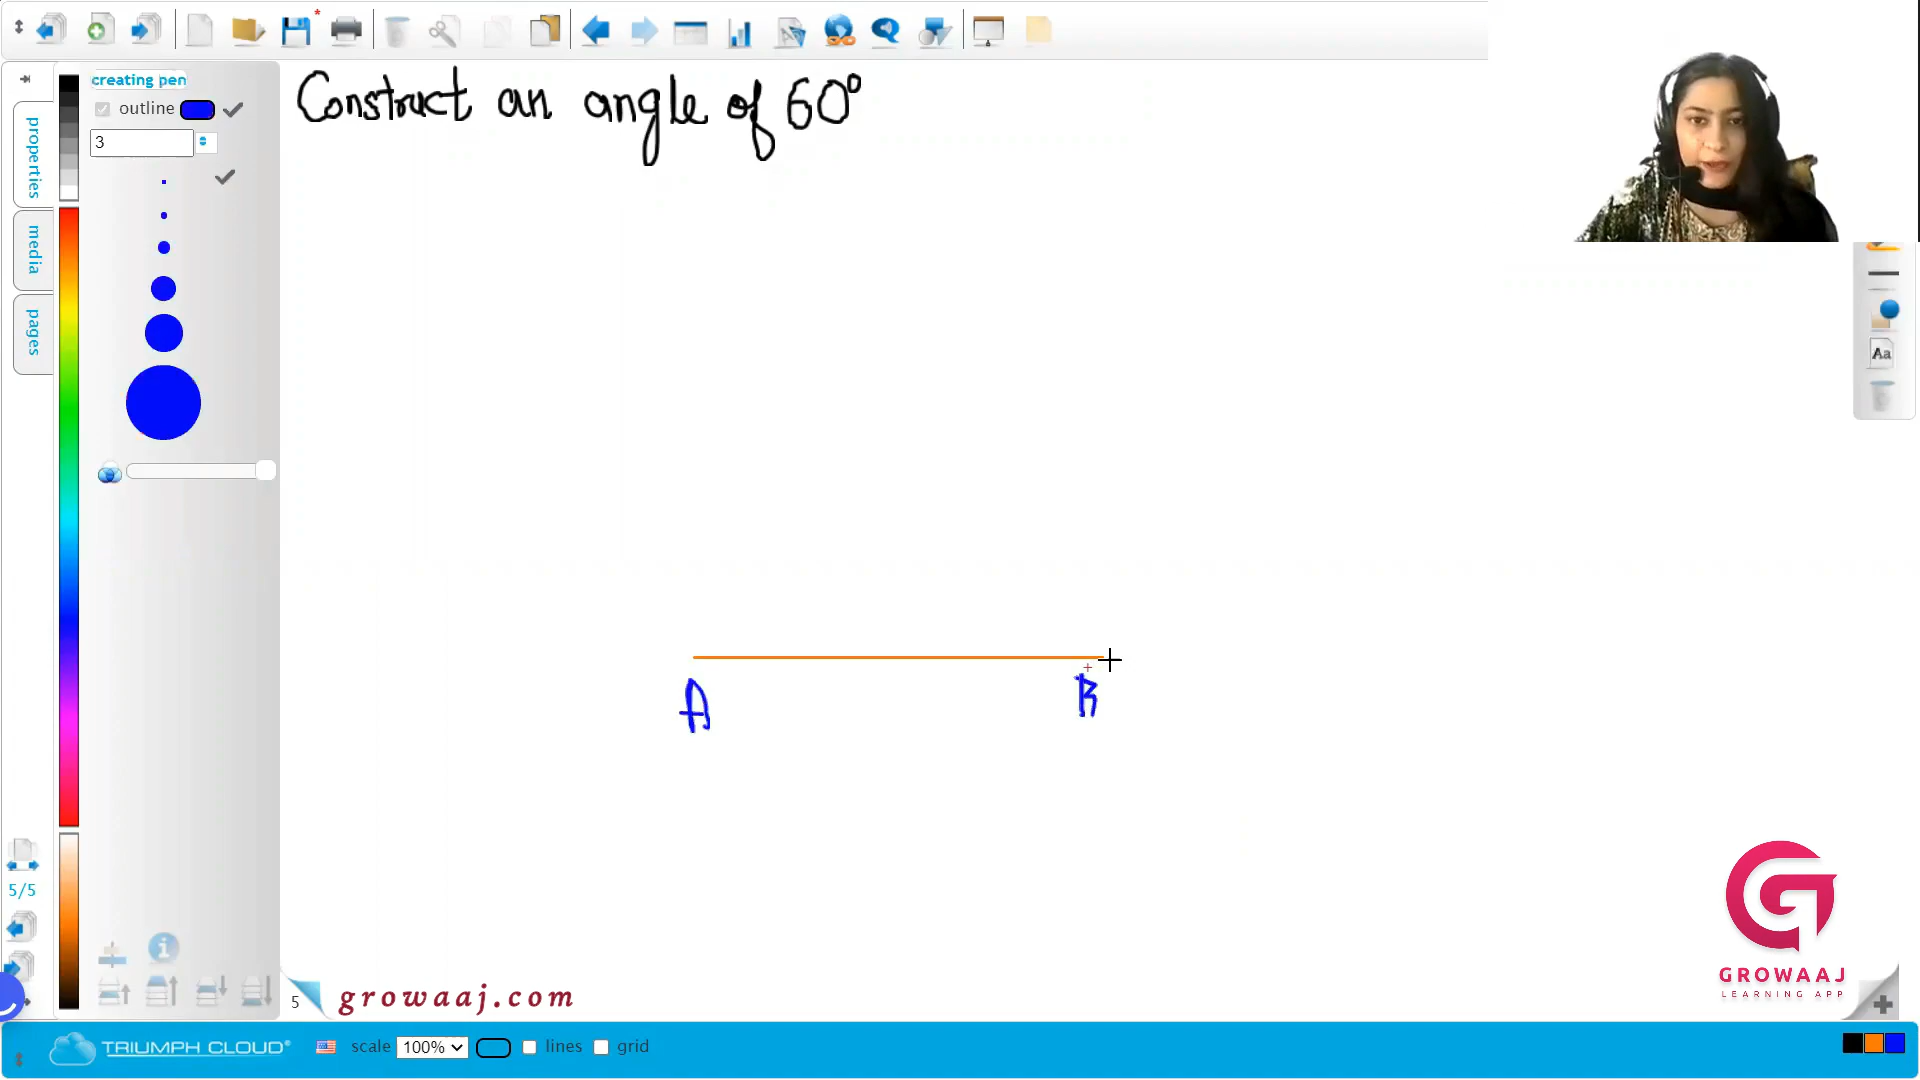 creating pen
outline
3
properties
media
pages
Construct an angle of 60°
A
B
Aa
5/5
5
growaaj.com
GROWAAJ
LEARNING APP
TRIUMPH CLOUD
scale 100% lines grid